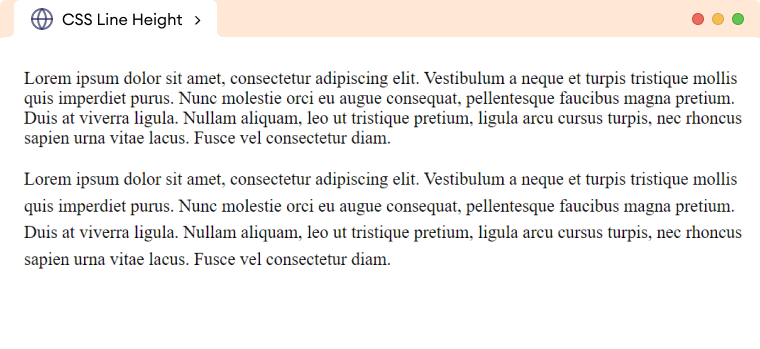 CSS Line Height
Lorem ipsum dolor sit amet, consectetur adipiscing elit. Vestibulum a neque et turpis tristique mollis
quis imperdiet purus. Nunc molestie orci eu augue consequat, pellentesque faucibus magna pretium.
Duis at viverra ligula. Nullam aliquam, leo ut tristique pretium, ligula arcu cursus turpis, nec rhoncus
sapien urna vitae lacus. Fusce vel consectetur diam.
Lorem ipsum dolor sit amet, consectetur adipiscing elit. Vestibulum a neque et turpis tristique mollis
quis imperdiet purus. Nunc molestie orci eu augue consequat, pellentesque faucibus magna pretium.
Duis at viverra ligula. Nullam aliquam, leo ut tristique pretium, ligula arcu cursus turpis, nec rhoncus
sapien urna vitae lacus. Fusce vel consectetur diam.